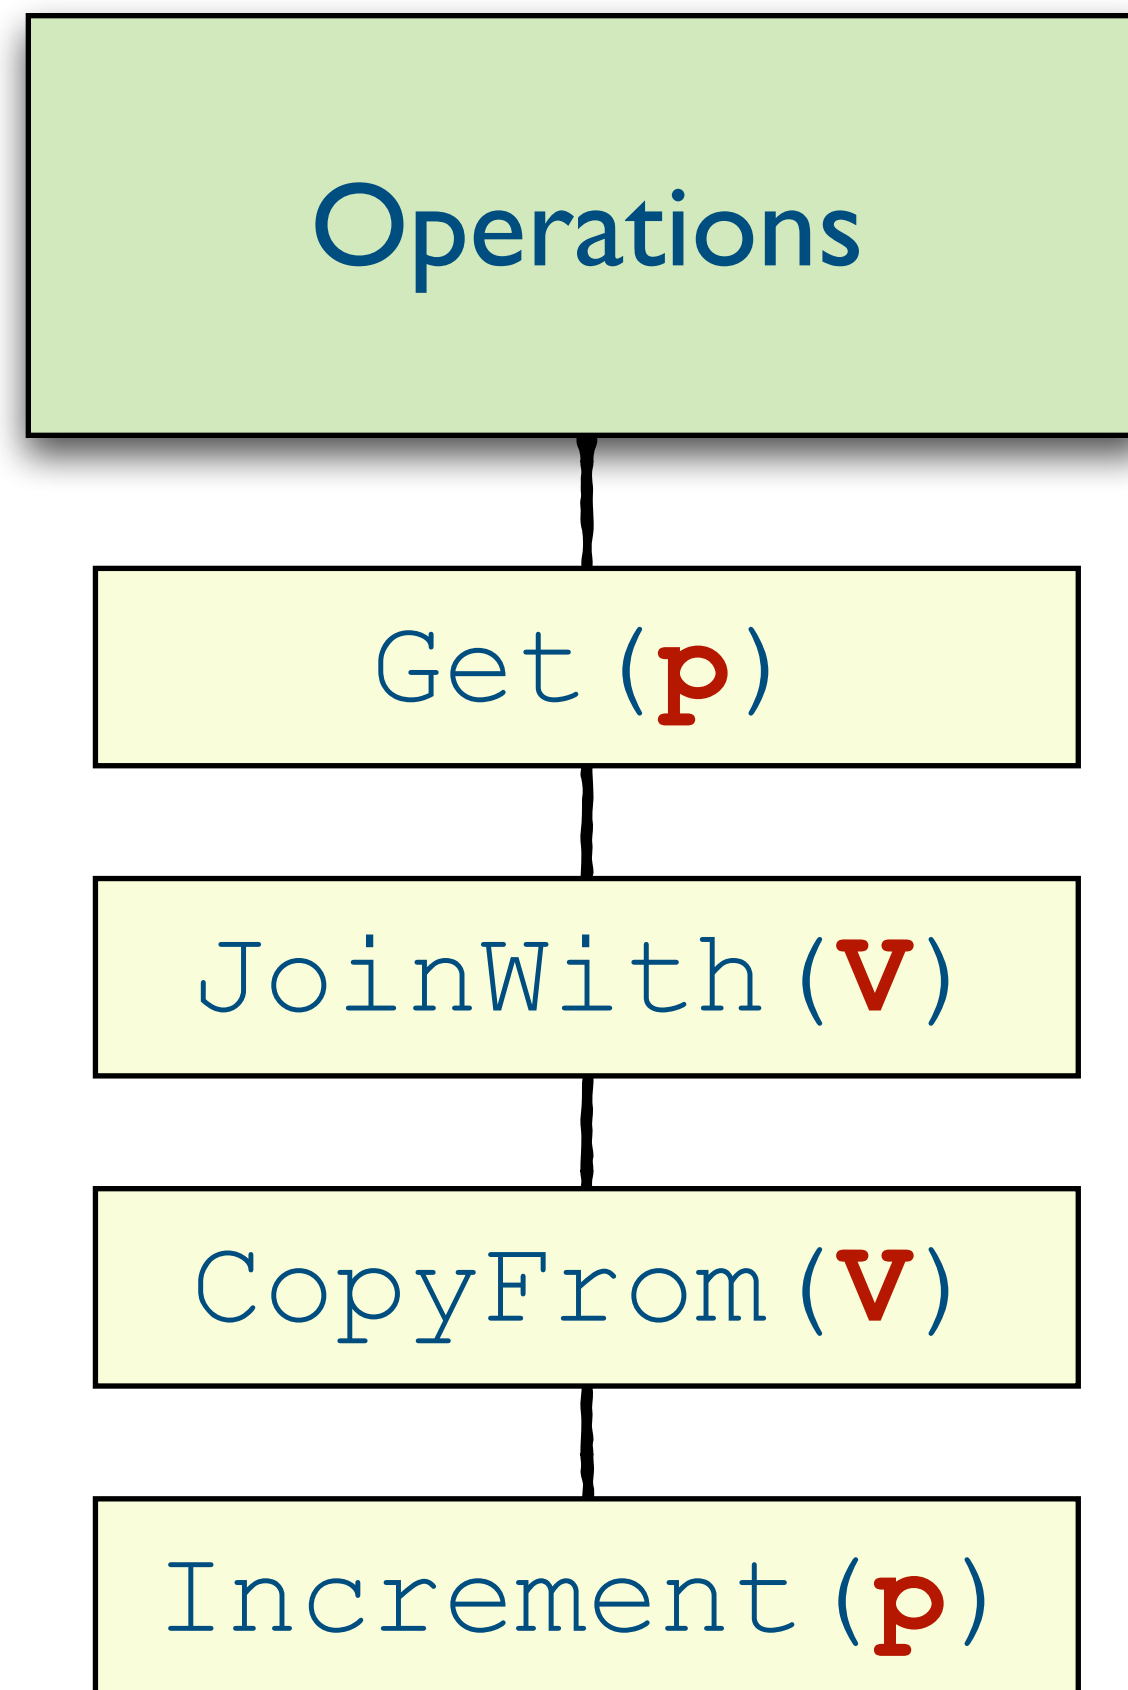 Operations
Get(p)
JoinWith(V)
CopyFrom(V)
Increment(p)